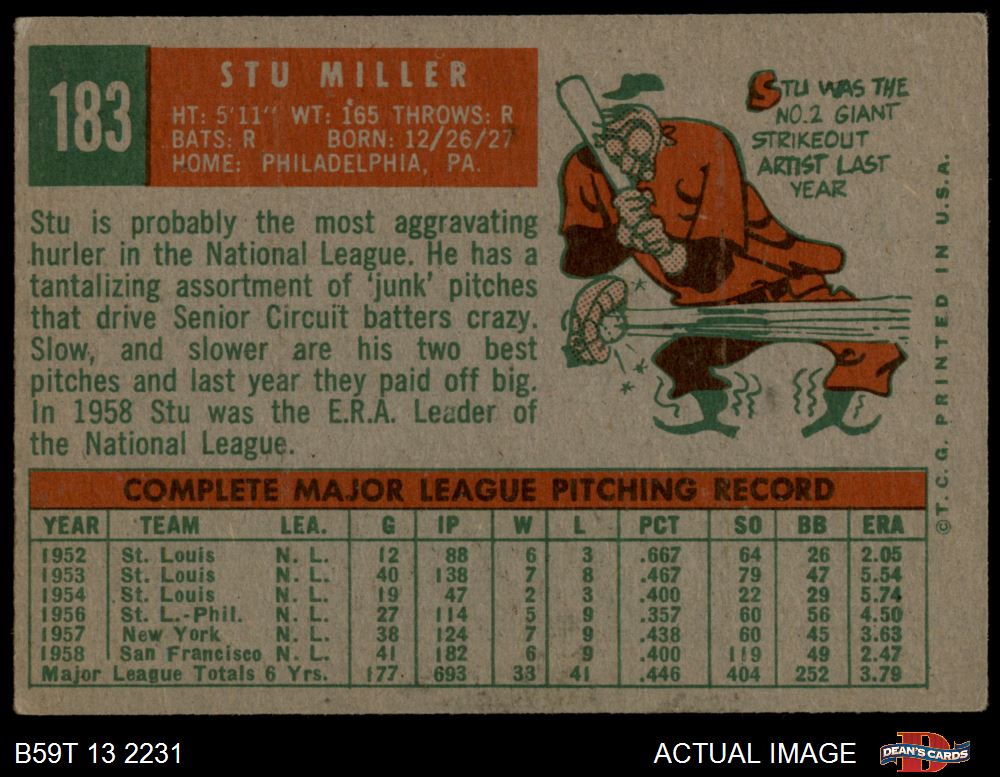 183
STU MILLER
HT: 5'11" WT: 165 THROWS: R
BATS: R BORN: 12/26/27
HOME: PHILADELPHIA, PA.
STU WAS THE
NO.2 GIANT
STRIKEOUT
ARTIST LAST
YEAR
Stu is probably the most aggravating
hurler in the National League. He has a
tantalizing assortment of 'junk' pitches
that drive Senior Circuit batters crazy.
Slow, and slower are his two best
pitches and last year they paid off big.
In 1958 Stu was the E.R.A. Leader of
the National League.
COMPLETE MAJOR LEAGUE PITCHING RECORD
YEAR TEAM LEA. G IP W L PCT SO BB ERA
1952 St. Louis N. L. 12 88 6 3 .667 64 26 2.05
1953 St. Louis N. L. 40 138 7 8 .467 79 47 5.54
1954 St. Louis N. L. 19 47 2 3 .400 22 29 5.74
1956 St. L.-Phil. N. L. 27 114 5 9 .357 60 56 4.50
1957 New York N. L. 38 124 7 9 .438 60 45 3.63
1958 San Francisco N. L. 41 182 6 9 .400 119 49 2.47
Major League Totals 6 Yrs. 177 693 33 41 .446 404 252 3.79
©T. C. G. PRINTED IN U.S.A.
B59T 13 2231
ACTUAL IMAGE
D
DEAN'S CARDS